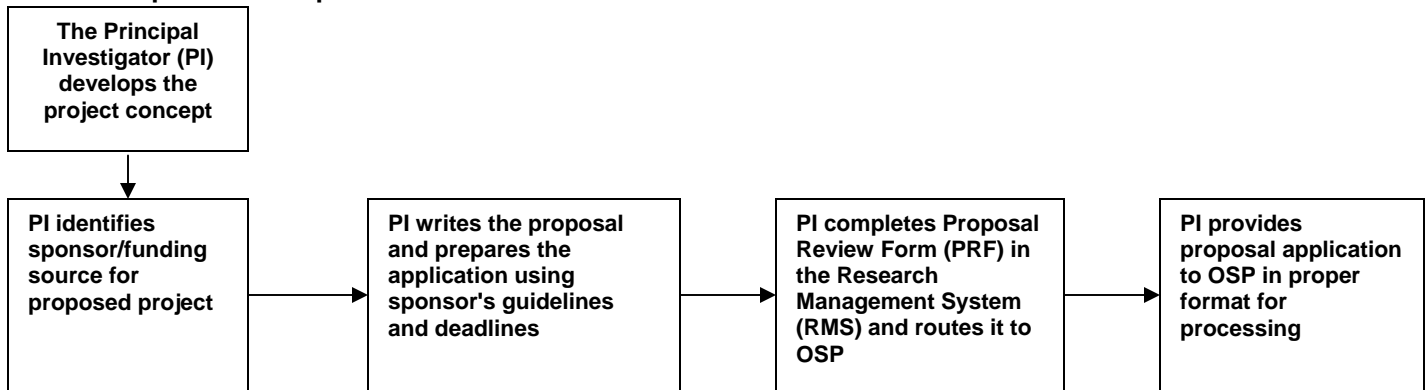 The Principal
Investigator (PI)
develops the
project concept
PI identifies
sponsor/funding
source for
proposed project
PI writes the proposal
and prepares the
application using
sponsor's guidelines
and deadlines
PI completes Proposal
Review Form (PRF) in
the Research
Management System
(RMS) and routes it to
OSP
PI provides
proposal application
to OSP in proper
format for
processing